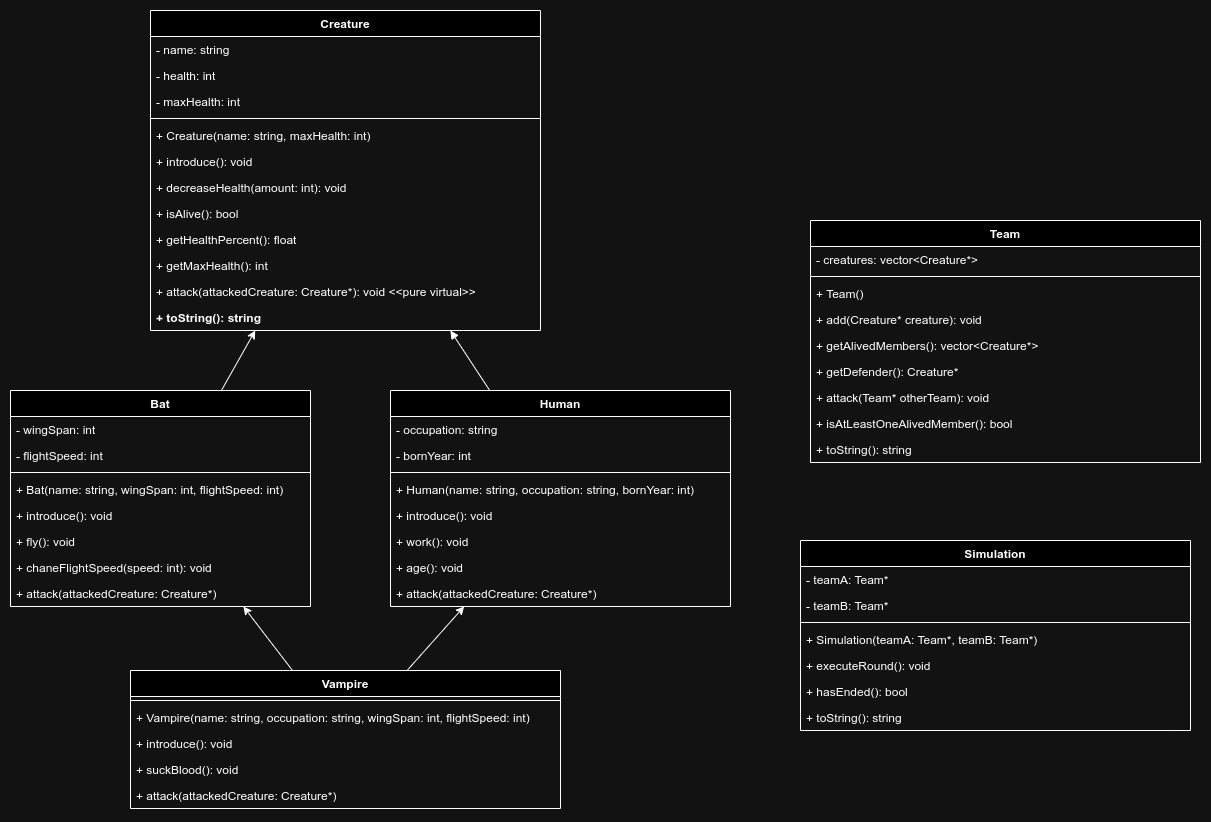 Creature
- name: string
- health: int
- maxHealth: int
+ Creature(name: string, maxHealth: int)
+ introduce(): void
+ decreaseHealth(amount: int): void
+ isAlive(): bool
+ getHealthPercent(): float
+ getMaxHealth(): int
+ attack(attackedCreature: Creature*): void <<pure virtual>>
+ toString(): string
Bat
- wingSpan: int
- flightSpeed: int
+ Bat(name: string, wingSpan: int, flightSpeed: int)
+ introduce(): void
+ fly(): void
+ chaneFlightSpeed(speed: int): void
+ attack(attackedCreature: Creature*)
Human
- occupation: string
- bornYear: int
+ Human(name: string, occupation: string, bornYear: int)
+ introduce(): void
+ work(): void
+ age(): void
+ attack(attackedCreature: Creature*)
Vampire
+ Vampire(name: string, occupation: string, wingSpan: int, flightSpeed: int)
+ introduce(): void
+ suckBlood(): void
+ attack(attackedCreature: Creature*)
Team
- creatures: vector<Creature*>
+ Team()
+ add(Creature* creature): void
+ getAlivedMembers(): vector<Creature*>
+ getDefender(): Creature*
+ attack(Team* otherTeam): void
+ isAtLeastOneAlivedMember(): bool
+ toString(): string
Simulation
- teamA: Team*
- teamB: Team*
+ Simulation(teamA: Team*, teamB: Team*)
+ executeRound(): void
+ hasEnded(): bool
+ toString(): string